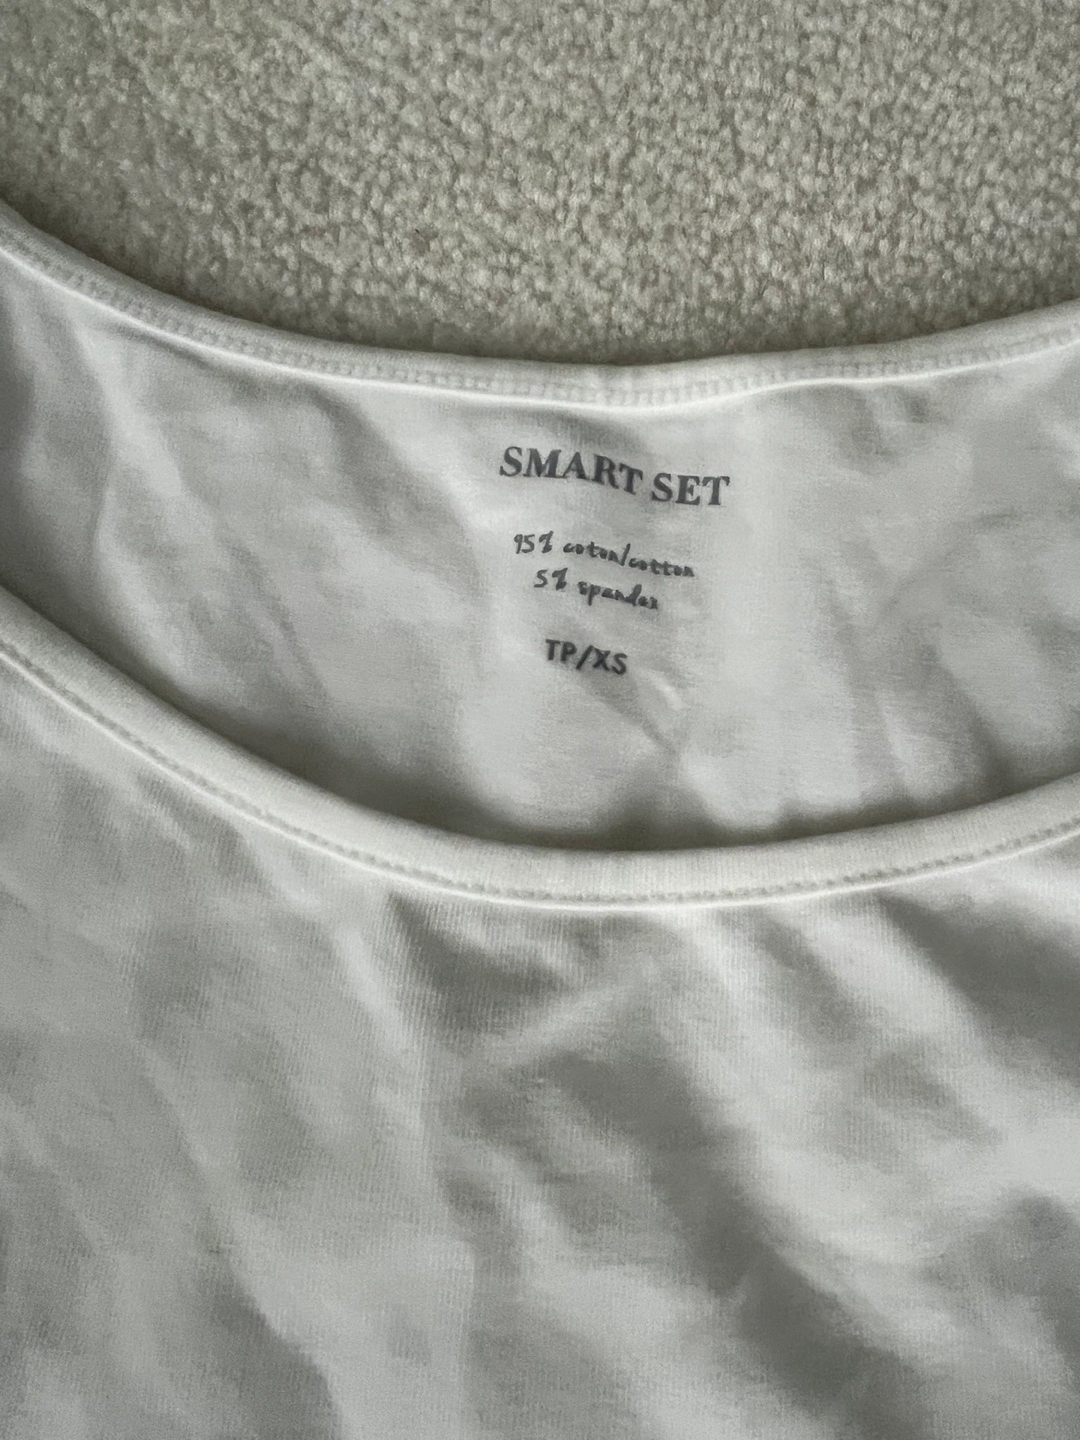 SMART SET
95% coton/cotton
5% spandex
TP/XS